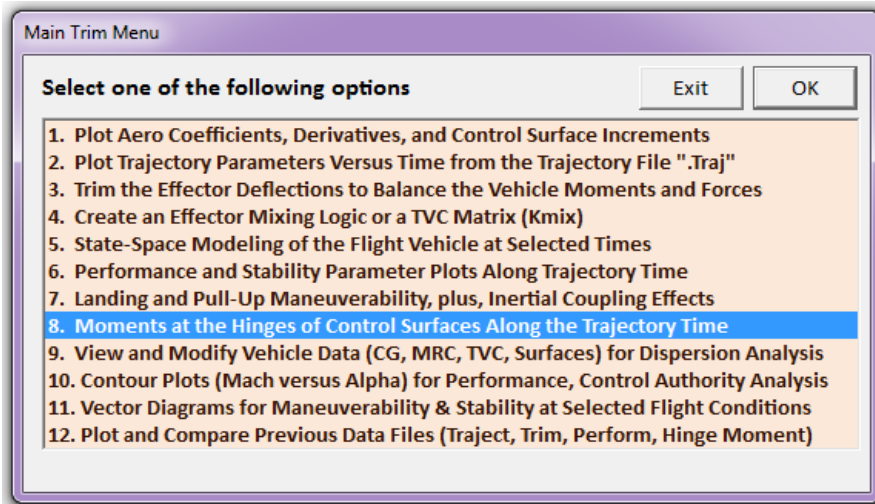 Main Trim Menu
Select one of the following options
Exit
OK
1. Plot Aero Coefficients, Derivatives, and Control Surface Increments
2. Plot Trajectory Parameters Versus Time from the Trajectory File ".Traj"
3. Trim the Effector Deflections to Balance the Vehicle Moments and Forces
4. Create an Effector Mixing Logic or a TVC Matrix (Kmix)
5. State-Space Modeling of the Flight Vehicle at Selected Times
6. Performance and Stability Parameter Plots Along Trajectory Time
7. Landing and Pull-Up Maneuverability, plus, Inertial Coupling Effects
8. Moments at the Hinges of Control Surfaces Along the Trajectory Time
9. View and Modify Vehicle Data (CG, MRC, TVC, Surfaces) for Dispersion Analysis
10. Contour Plots (Mach versus Alpha) for Performance, Control Authority Analysis
11. Vector Diagrams for Maneuverability & Stability at Selected Flight Conditions
12. Plot and Compare Previous Data Files (Traject, Trim, Perform, Hinge Moment)